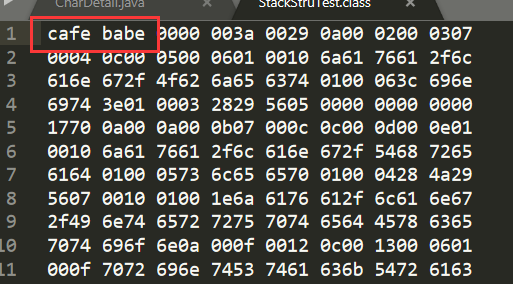 CharDetail.java StackStruTest.class
1 cafe babe 0000 003a 0029 0a00 0200 0307
2 0004 0c00 0500 0601 0010 6a61 7661 2f6c
3 616e 672f 4f62 6a65 6374 0100 063c 696e
4 6974 3e01 0003 2829 5605 0000 0000 0000
5 1770 0a00 0a00 0b07 000c 0c00 0d00 0e01
6 0010 6a61 7661 2f6c 616e 672f 5468 7265
7 6164 0100 0573 6c65 6570 0100 0428 4a29
8 5607 0010 0100 1e6a 6176 612f 6c61 6e67
9 2f49 6e74 6572 7275 7074 6564 4578 6365
10 7074 696f 6e0a 000f 0012 0c00 1300 0601
11 000f 7072 696e 7453 7461 636b 5472 6163